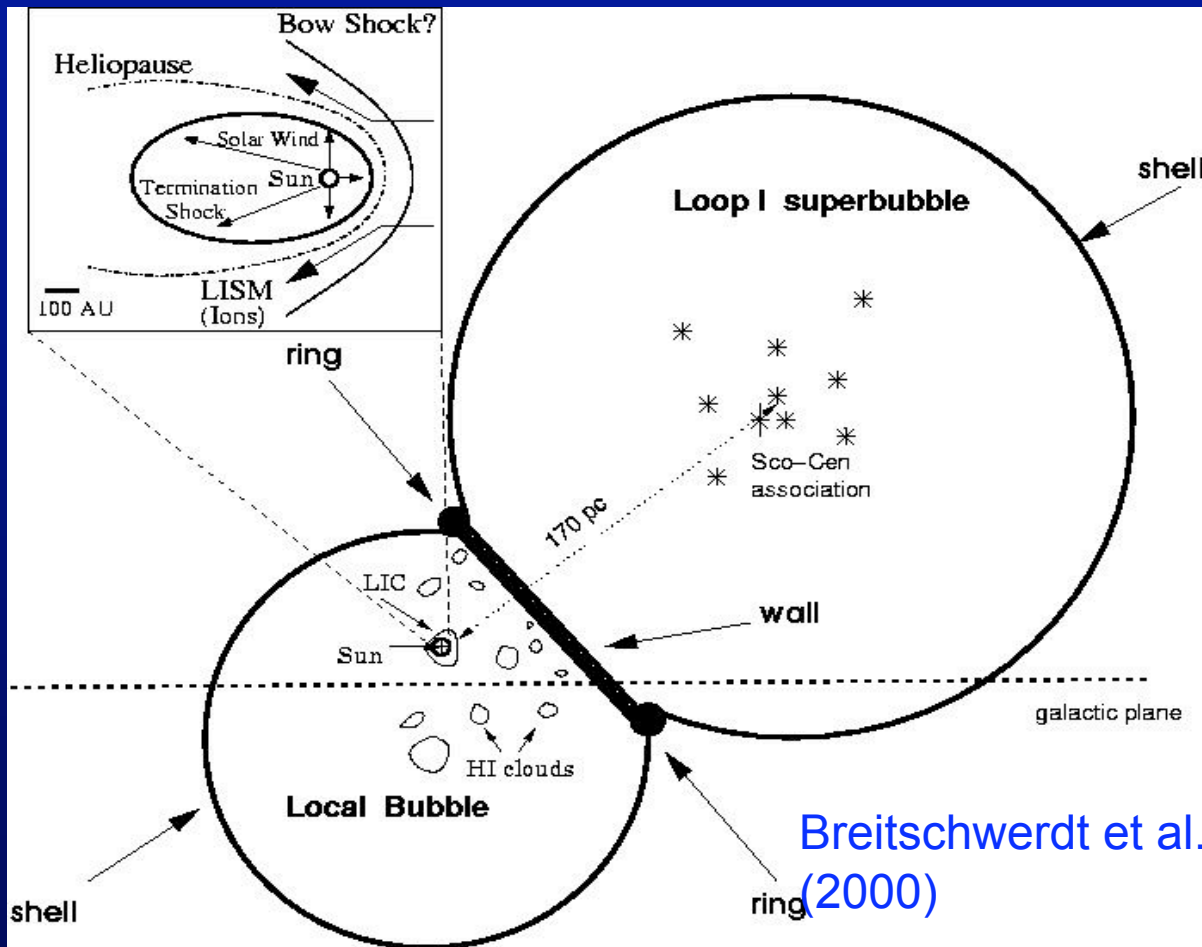 Bow Shock?
Heliopause
Solar Wind
Sun
Termination
Shock
LISM
(Ions)
100 AU
shell
Loop I superbubble
ring
Sco–Cen
association
170 pc
LIC
wall
Sun
galactic plane
HI clouds
Local Bubble
Breitschwerdt et al.
(2000)
ring
shell